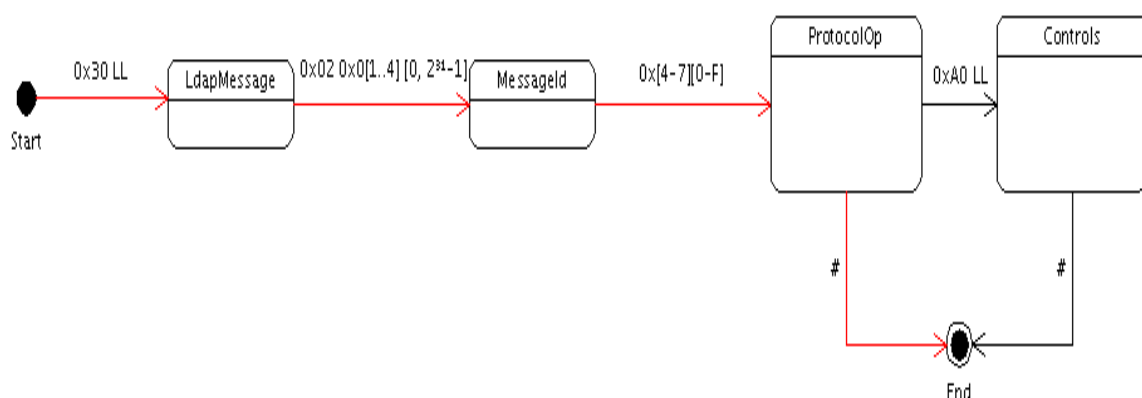 ProtocolOp
Controls
0x30 LL
LdapMessage
0x02 0x0[1..4] [0, 2³¹-1]
MessageId
0x[4-7][0-F]
0xA0 LL
Start
#
#
End